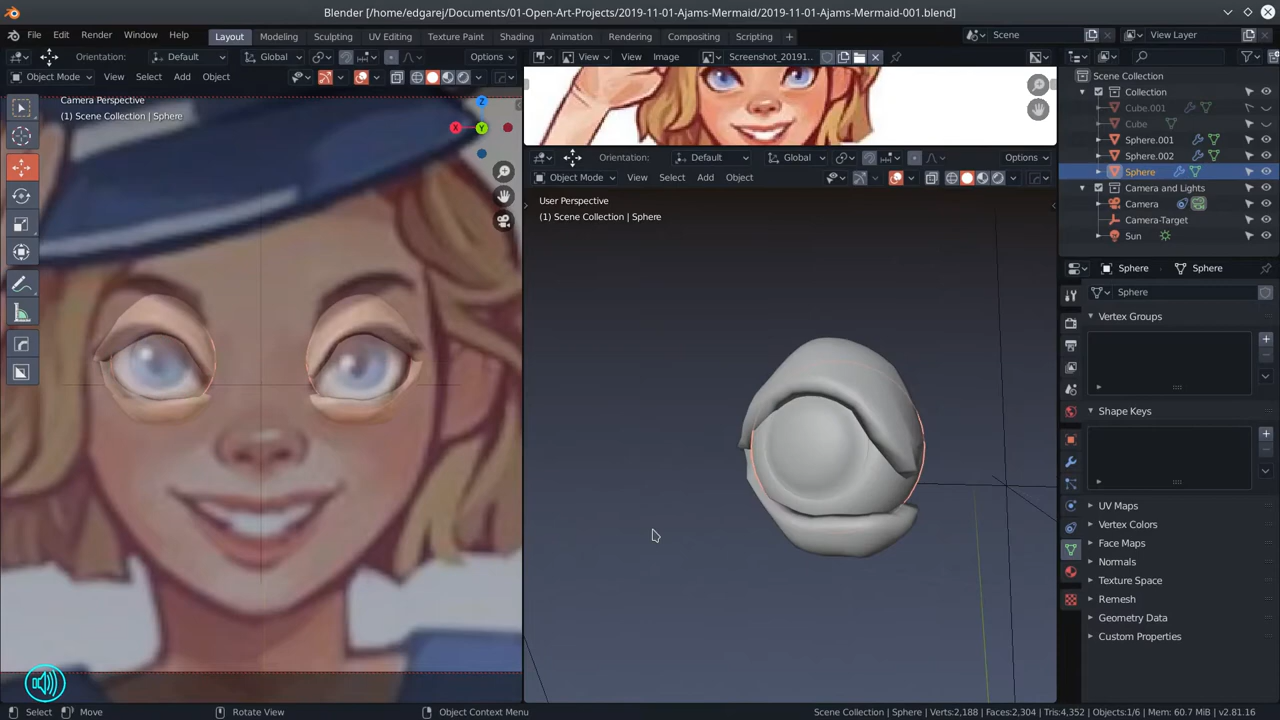 Blender [/home/edgarej/Documents/01-Open-Art-Projects/2019-11-01-Ajams-Mermaid/2019-11-01-Ajams-Mermaid-001.blend]
File Edit Render Window Help Layout Modeling Sculpting UV Editing Texture Paint Shading Animation Rendering Compositing Scripting Scene View Layer
Orientation: Default Global Options
Object Mode View Select Add Object
Camera Perspective
(1) Scene Collection | Sphere
Z
X
Y
View View Image Screenshot_20191...
Orientation: Default Global Options
Object Mode View Select Add Object
User Perspective
(1) Scene Collection | Sphere
Scene Collection
Collection
Cube.001
Cube
Sphere.001
Sphere.002
Sphere
Camera and Lights
Camera
Camera-Target
Sun
Sphere Sphere
Sphere
Vertex Groups
Shape Keys
UV Maps
Vertex Colors
Face Maps
Normals
Texture Space
Remesh
Geometry Data
Custom Properties
Select Move Rotate View Object Context Menu Scene Collection | Sphere | Verts:2,188 | Faces:2,304 | Tris:4,352 | Objects:1/6 | Mem: 60.7 MiB | v2.81.16